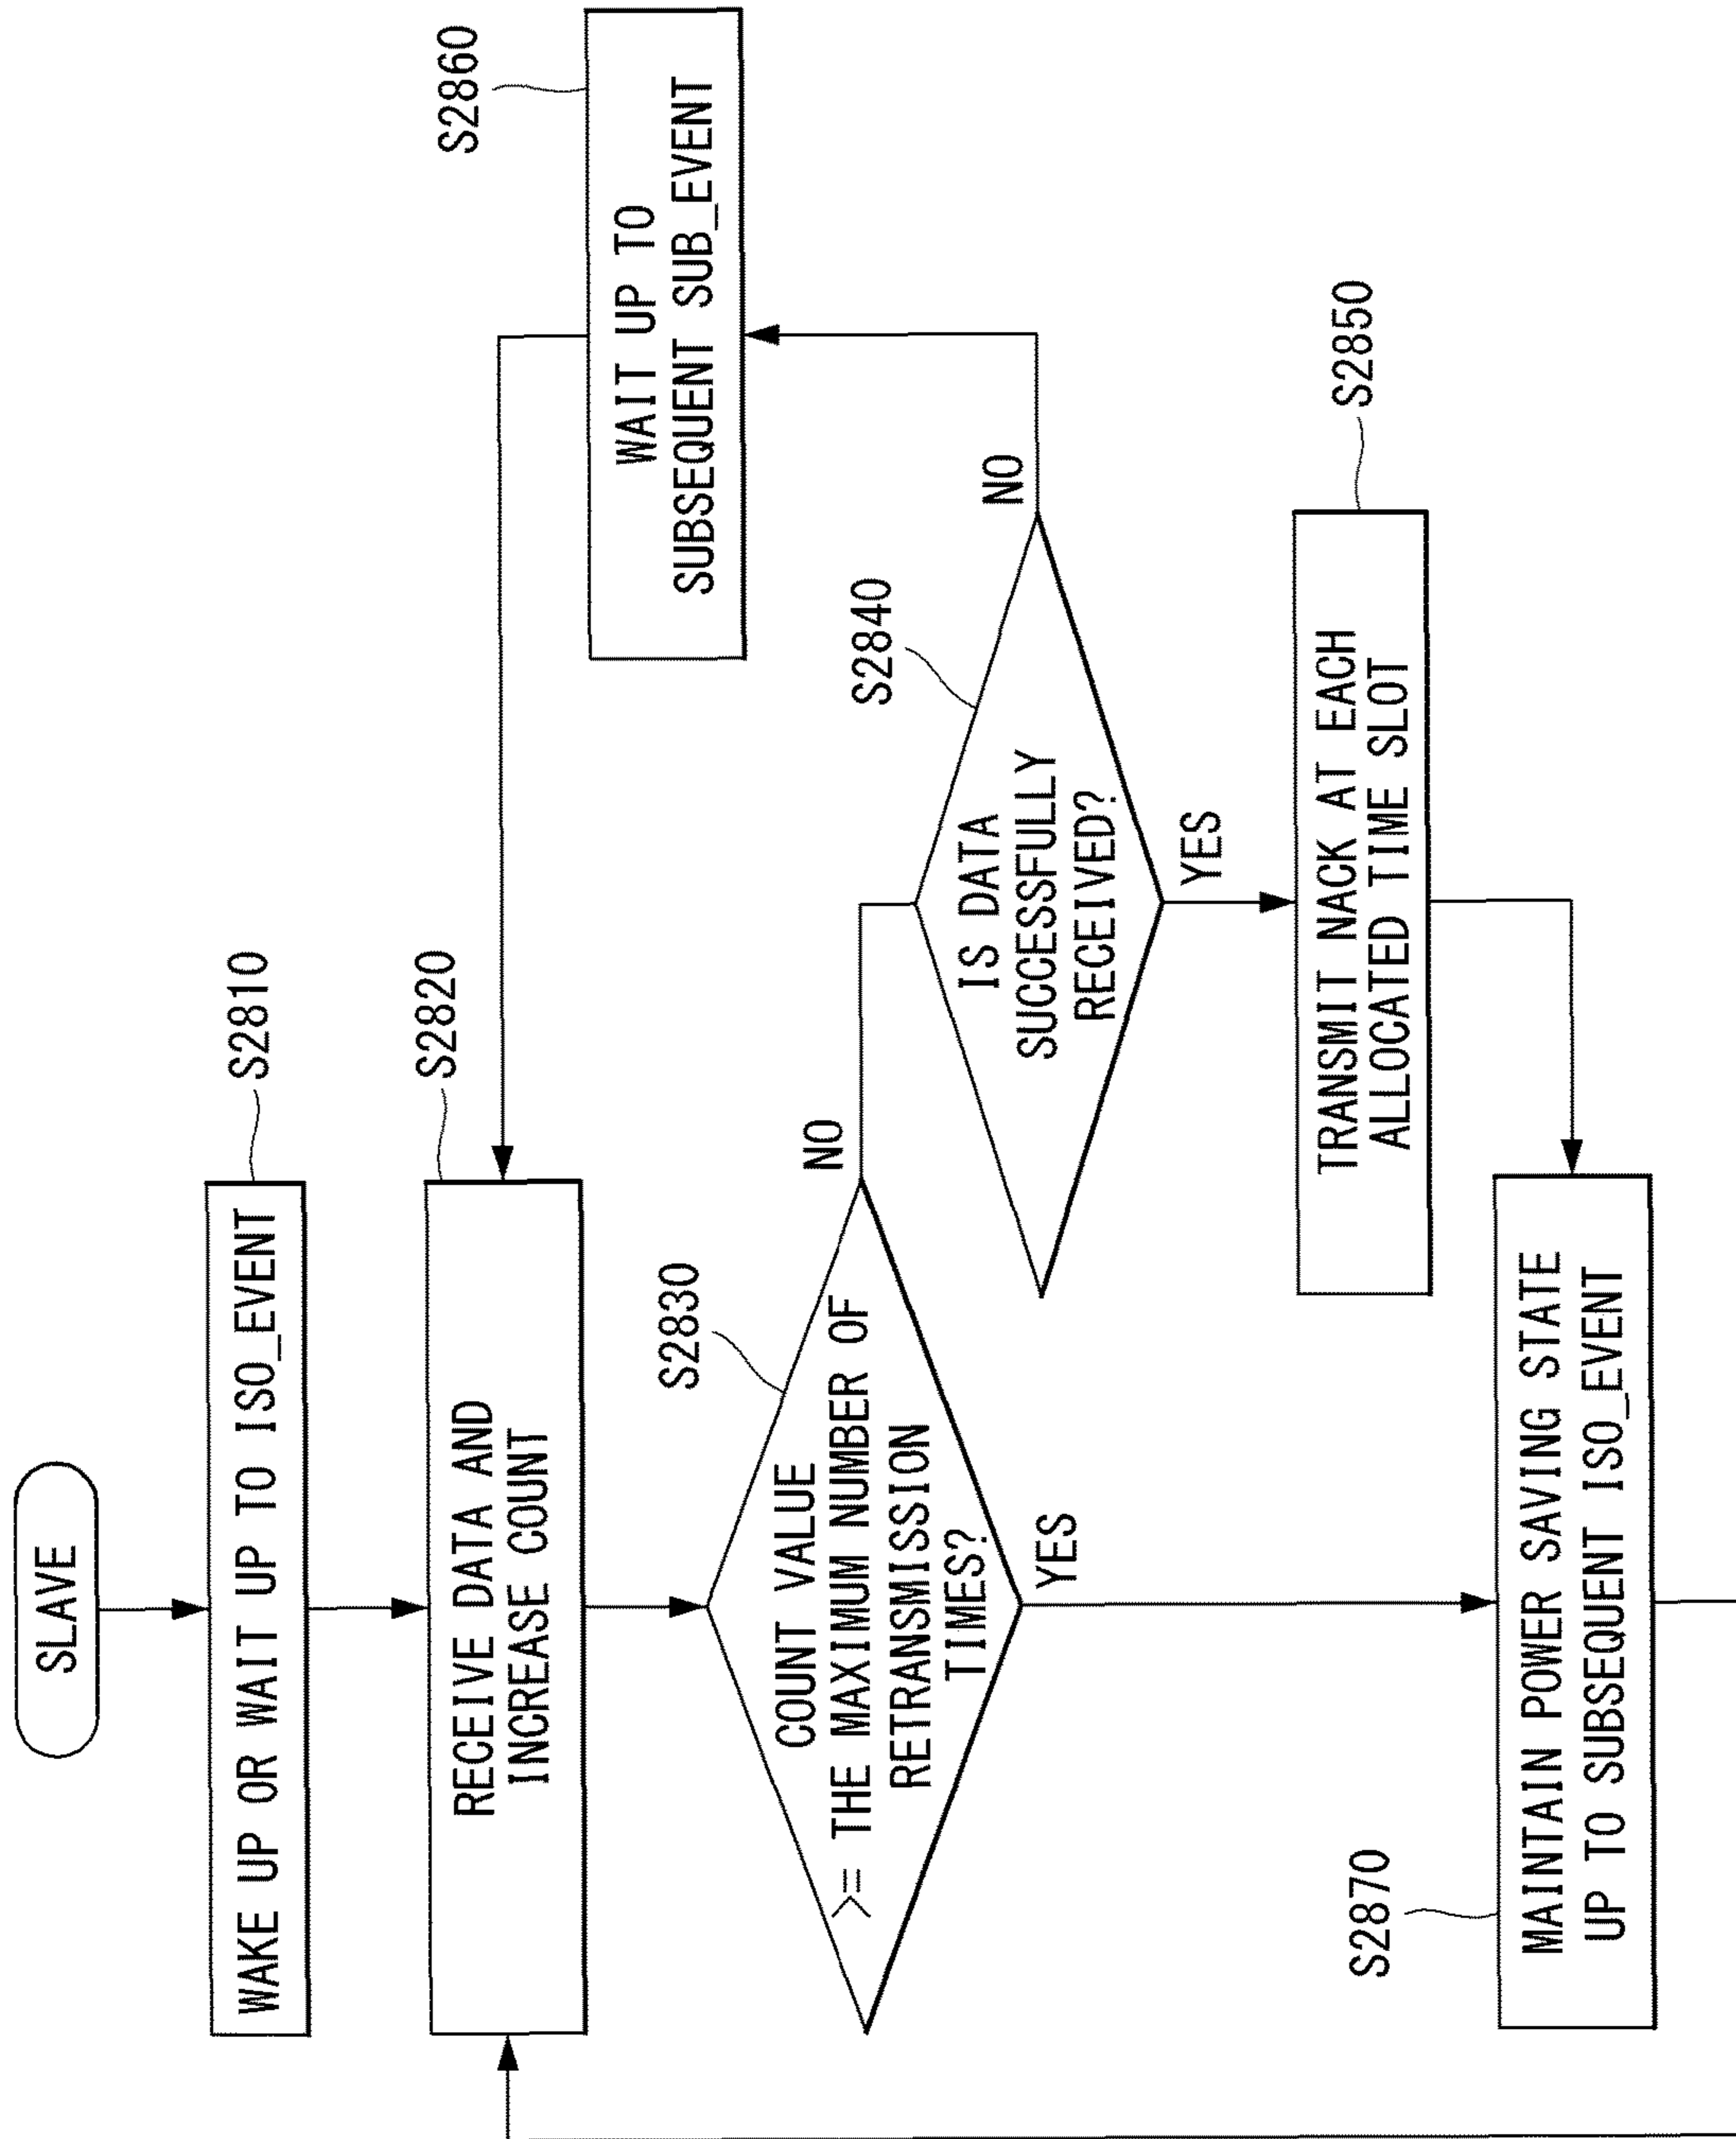 SLAVE
WAKE UP OR WAIT UP TO ISO_EVENT
S2810
RECEIVE DATA AND
INCREASE COUNT
S2820
COUNT VALUE
>= THE MAXIMUM NUMBER OF
RETRANSMISSION
TIMES?
S2830
NO
YES
IS DATA
SUCCESSFULLY
RECEIVED?
S2840
NO
YES
WAIT UP TO
SUBSEQUENT SUB_EVENT
S2860
TRANSMIT NACK AT EACH
ALLOCATED TIME SLOT
S2850
MAINTAIN POWER SAVING STATE
UP TO SUBSEQUENT ISO_EVENT
S2870